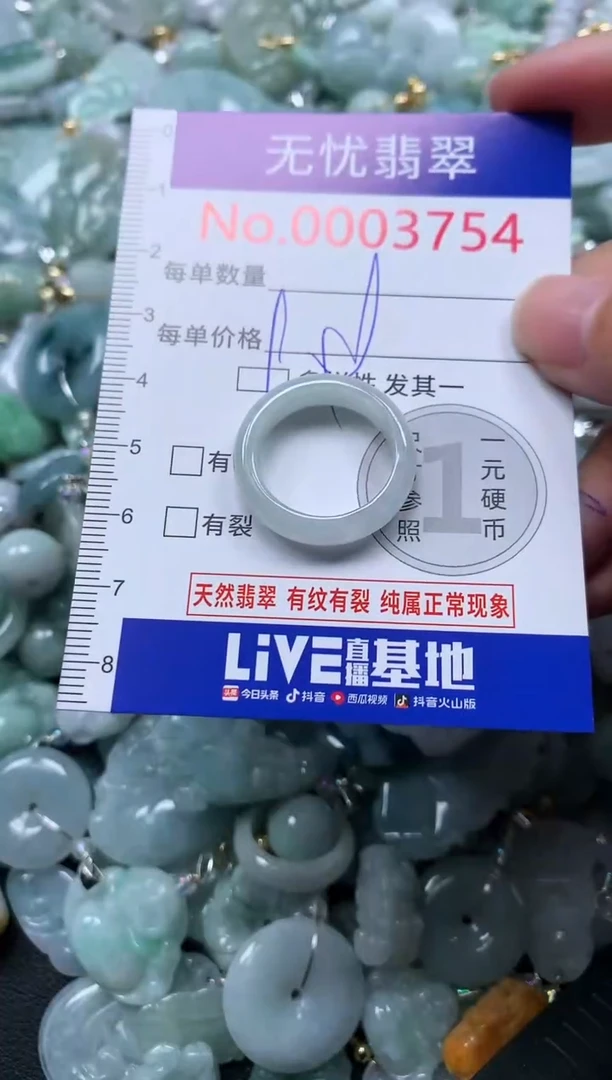 无忧翡翠
No.0003754
0
1
2
3
4
5
6
7
8
每单数量
每单价格
发其一
有
有裂
1
照
一元硬币
天然翡翠 有纹有裂 纯属正常现象
LiVE直播基地
头条 今日头条 抖音 西瓜视频 抖音火山版